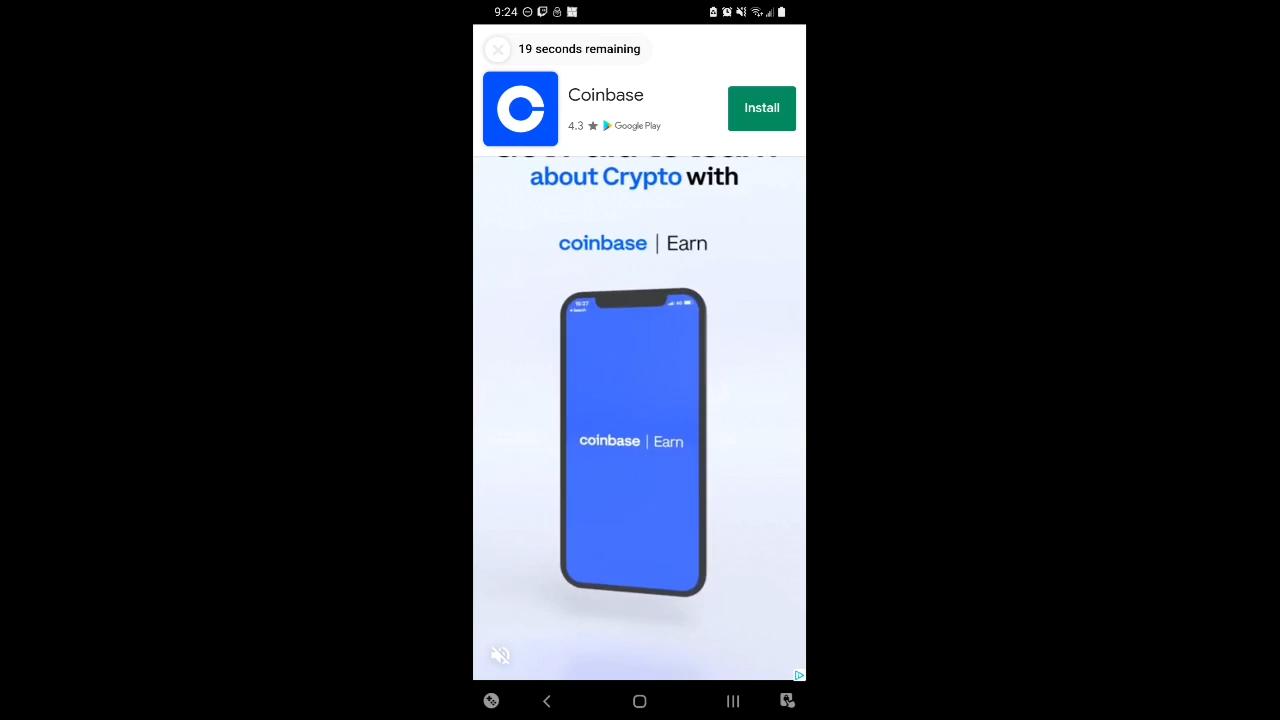 9:24
19 seconds remaining
Coinbase
4.3 ★ Google Play
Install
about Crypto with
coinbase | Earn
coinbase | Earn